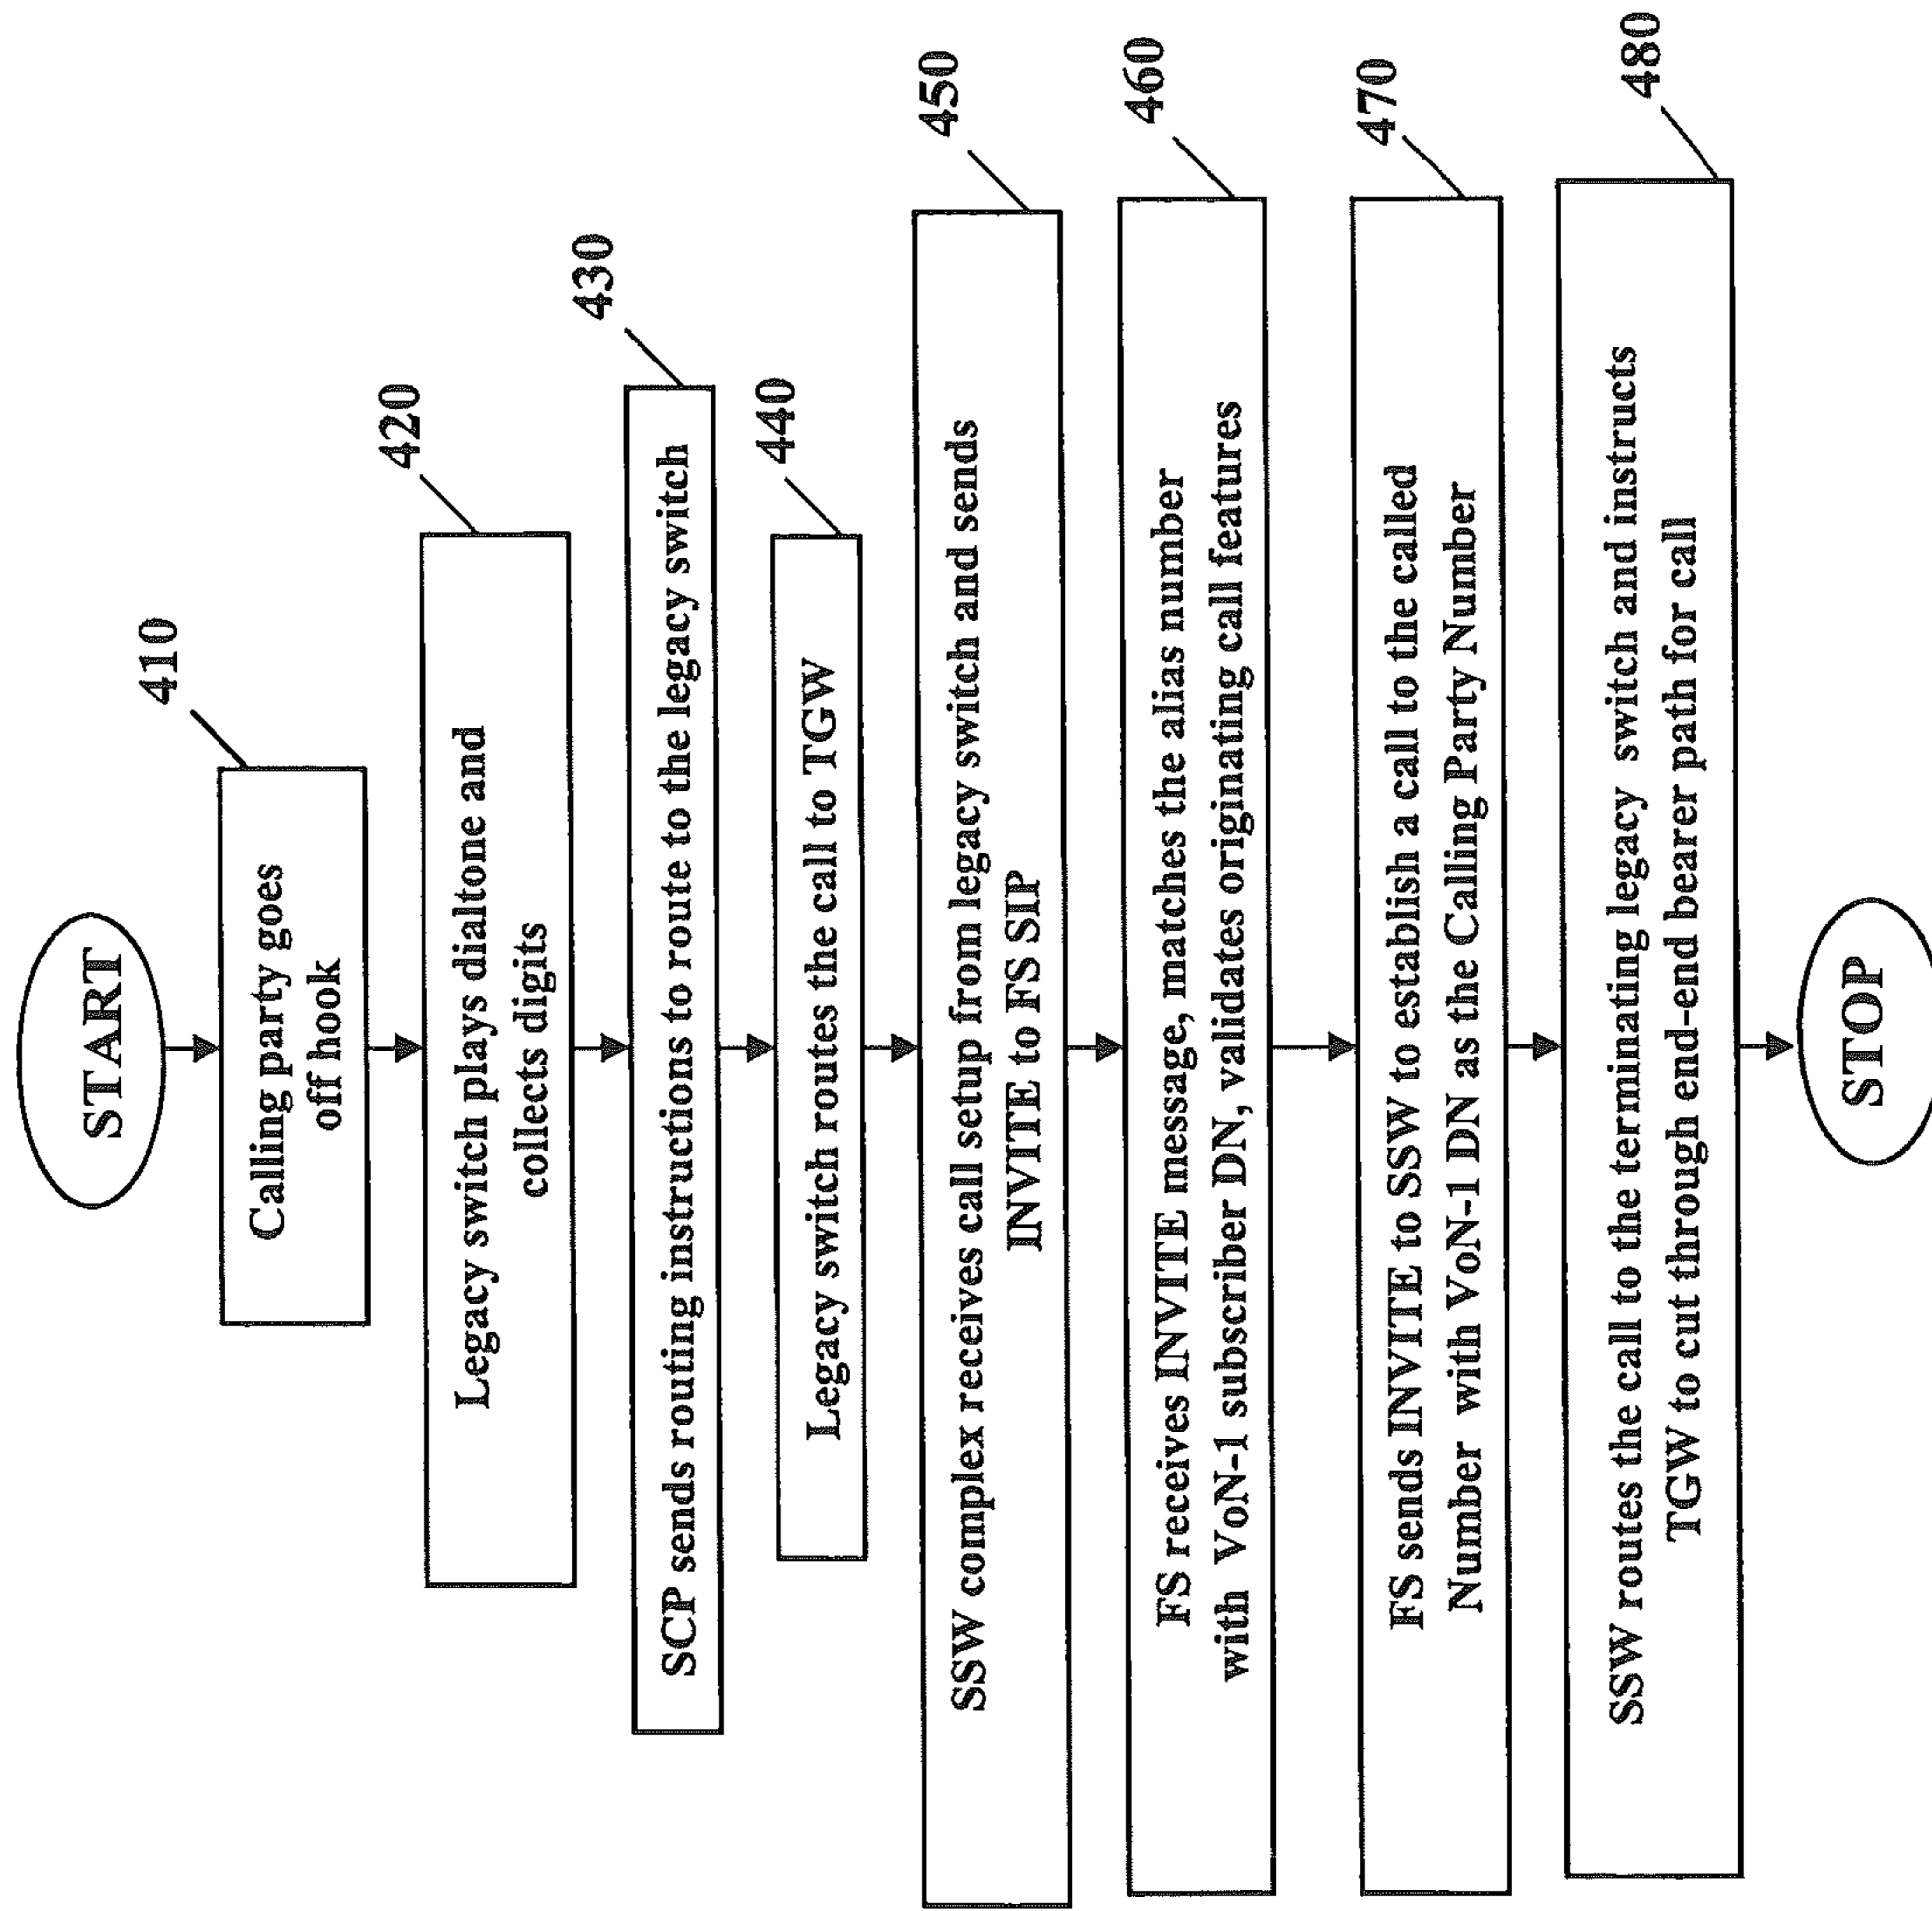 START
410
Calling party goes
off hook
420
Legacy switch plays dialtone and
collects digits
430
SCP sends routing instructions to route to the legacy switch
440
Legacy switch routes the call to TGW
450
SSW complex receives call setup from legacy switch and sends
INVITE to FS SIP
460
FS receives INVITE message, matches the alias number
with VoN-1 subscriber DN, validates originating call features
470
FS sends INVITE to SSW to establish a call to the called
Number with VoN-1 DN as the Calling Party Number
480
SSW routes the call to the terminating legacy switch and instructs
TGW to cut through end-end bearer path for call
STOP